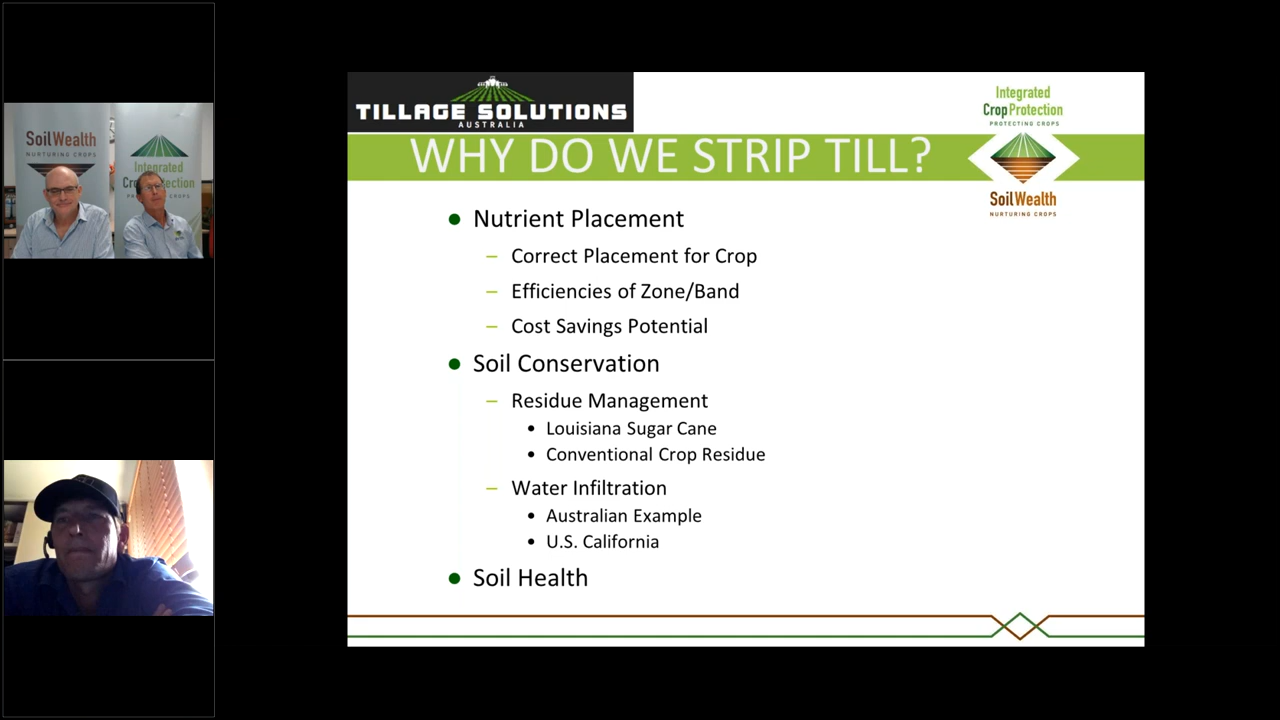 SoilWealth
NURTURING CROPS
Integrated
Crop Protection
TILLAGE SOLUTIONS
AUSTRALIA
Integrated
Crop Protection
PROTECTING CROPS
WHY DO WE STRIP TILL?
SoilWealth
NURTURING CROPS
● Nutrient Placement
– Correct Placement for Crop
– Efficiencies of Zone/Band
– Cost Savings Potential
● Soil Conservation
– Residue Management
• Louisiana Sugar Cane
• Conventional Crop Residue
– Water Infiltration
• Australian Example
• U.S. California
● Soil Health